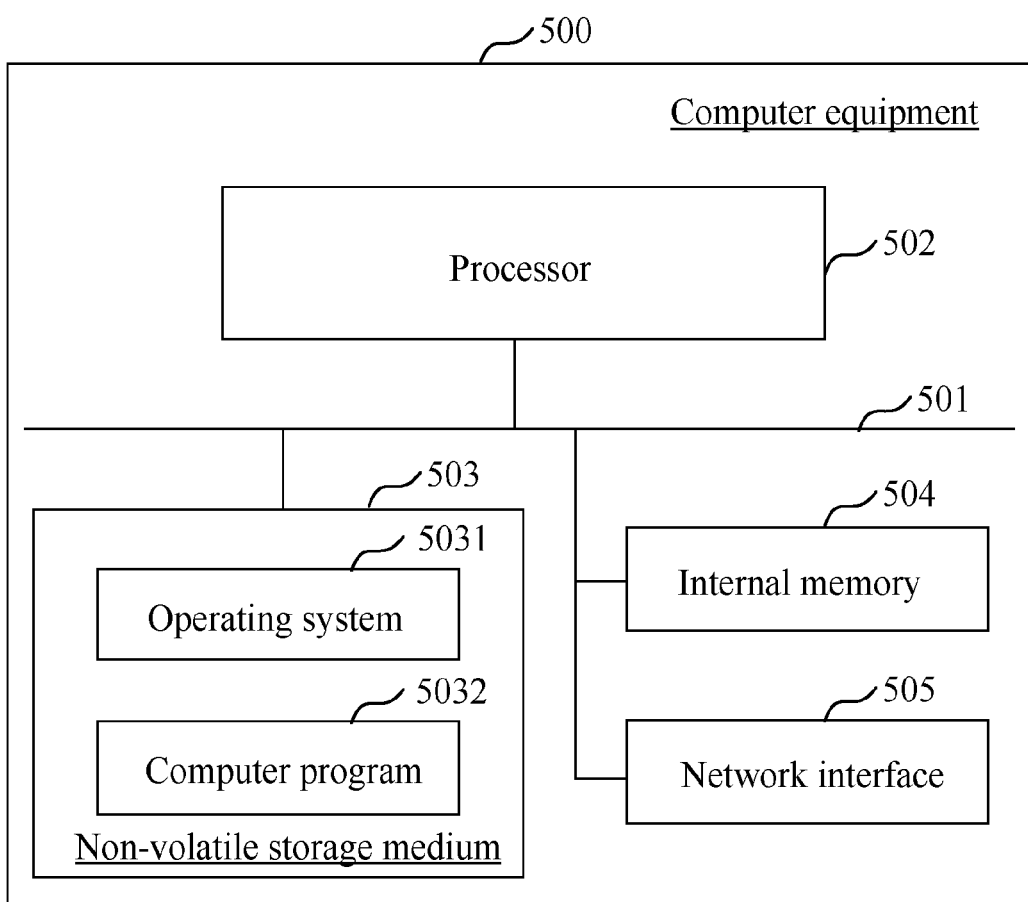 500
Computer equipment
Processor
502
501
503
5031
Operating system
5032
Computer program
Non-volatile storage medium
504
Internal memory
505
Network interface